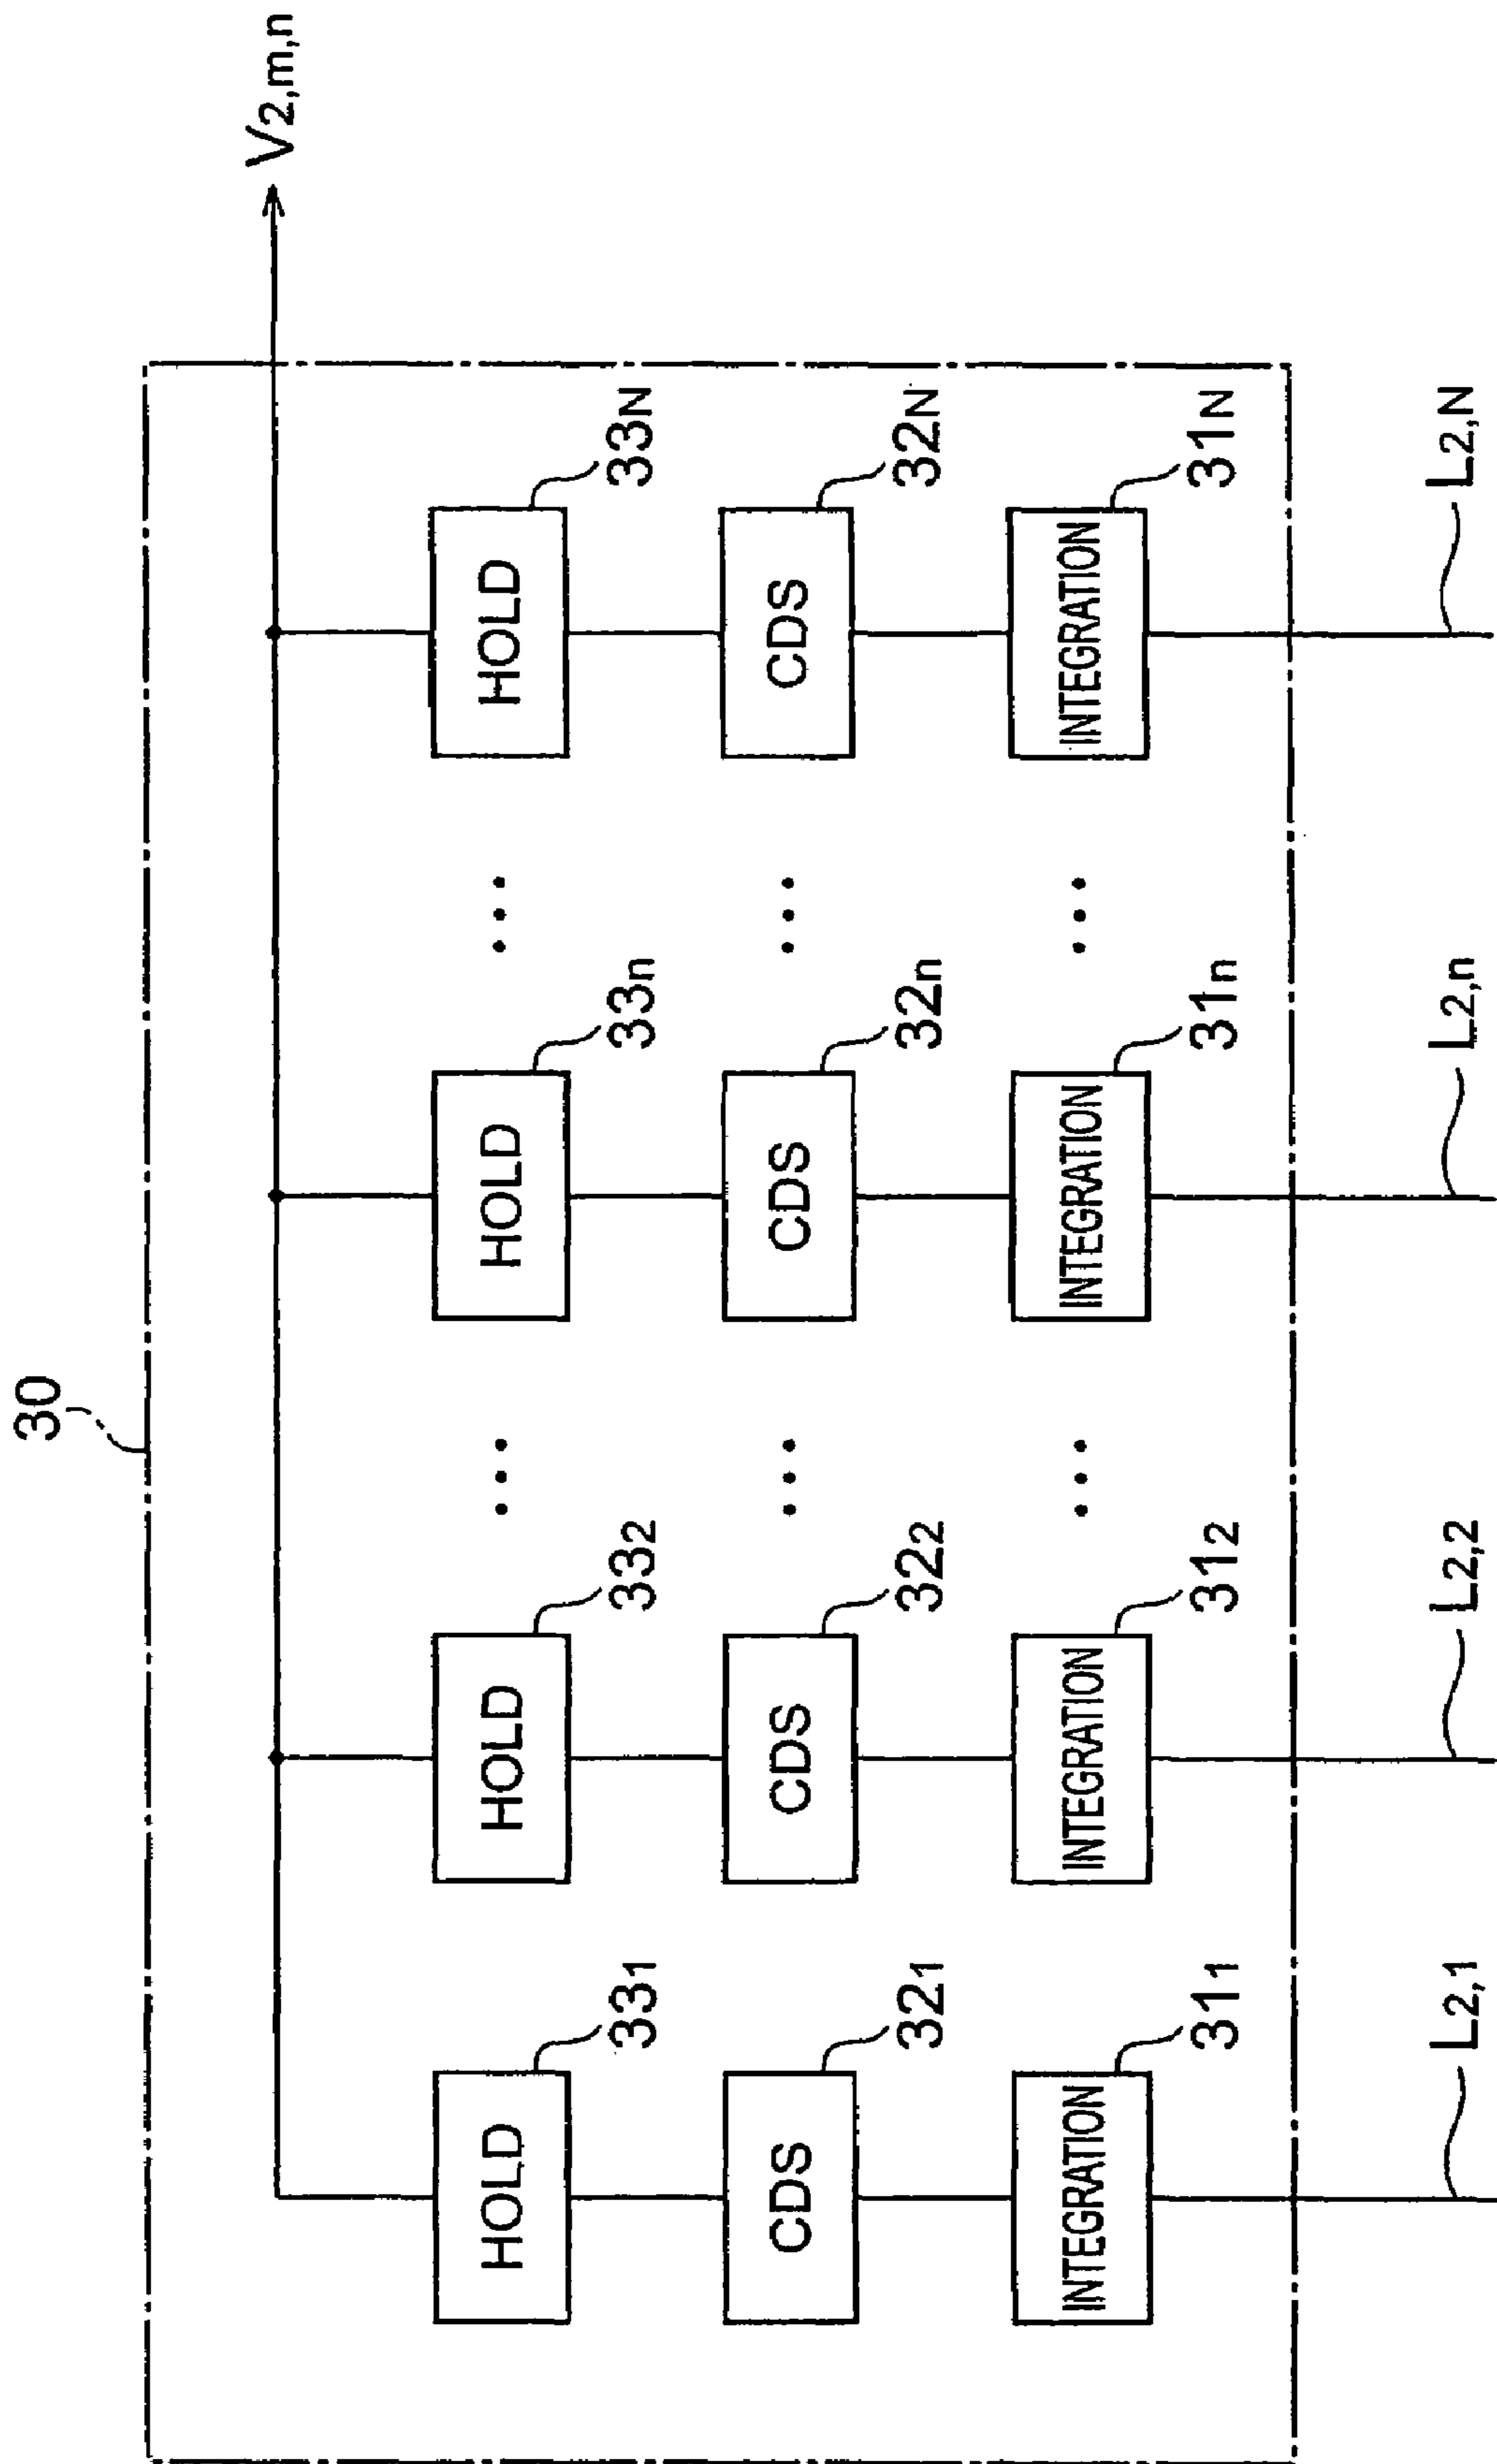 30
V2,m,n
331
HOLD
332
HOLD
33n
HOLD
33N
HOLD
321
CDS
322
CDS
32n
CDS
32N
CDS
311
INTEGRATION
312
INTEGRATION
31n
INTEGRATION
31N
INTEGRATION
L2,1
L2,2
L2,n
L2,N